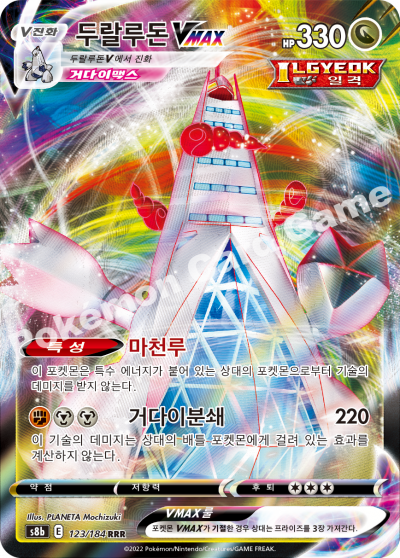 V진화
두랄루돈 VMAX
HP 330
두랄루돈V에서 진화
거다이맥스
ILGYEOK
일격
Pokémon Card Game
특성 마천루
이 포켓몬은 특수 에너지가 붙어 있는 상대의 포켓몬으로부터 기술의
데미지를 받지 않는다.
거다이분쇄 220
이 기술의 데미지는 상대의 배틀 포켓몬에게 걸려 있는 효과를
계산하지 않는다.
약점 저항력 후퇴
Illus. PLANETA Mochizuki
VMAX룰
s8b E 123/184 RRR
포켓몬VMAX가 기절한 경우 상대는 프라이즈를 3장 가져간다.
©2022 Pokémon/Nintendo/Creatures/GAME FREAK.